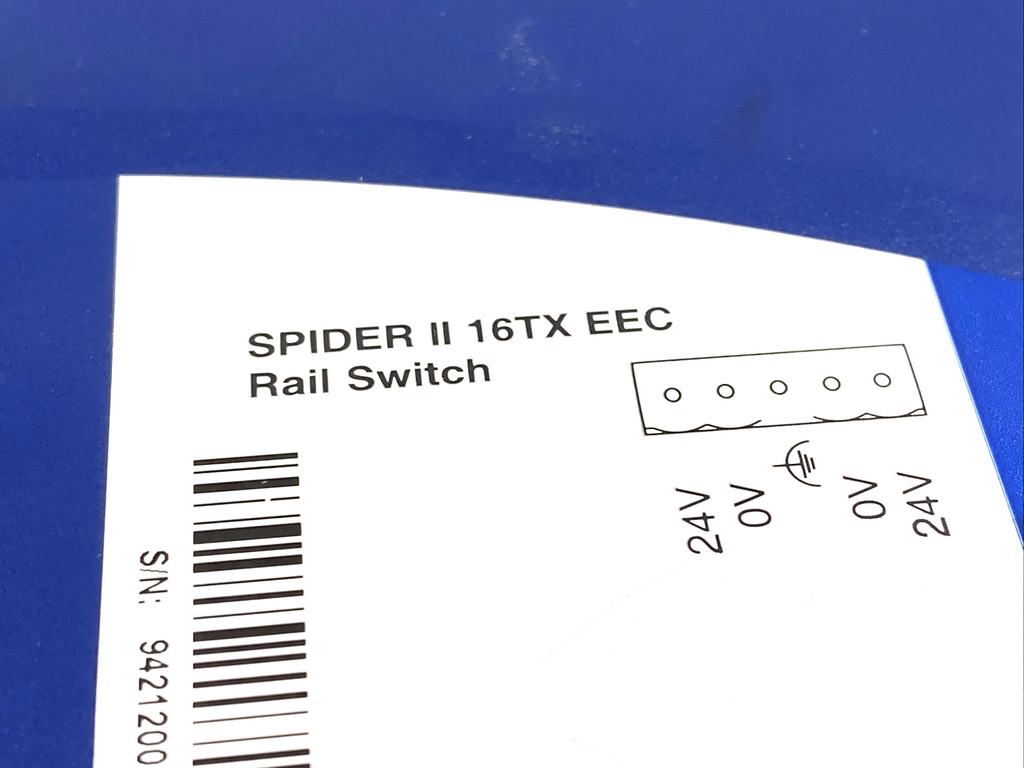 SPIDER II 16TX EEC
Rail Switch
24V
0V
0V
24V
S/N: 9421200